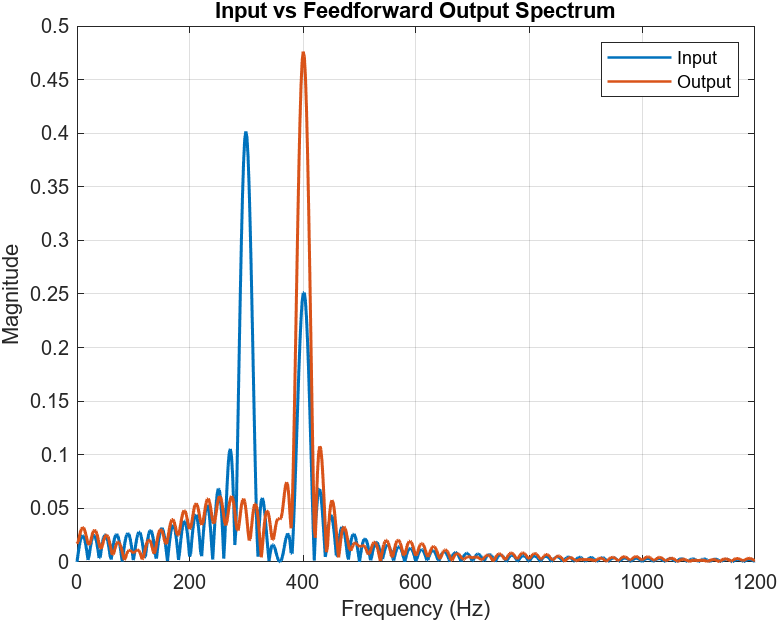 Input vs Feedforward Output Spectrum
Input
Output
0.5
0.45
0.4
0.35
0.3
0.25
0.2
0.15
0.1
0.05
0
Magnitude
0 200 400 600 800 1000 1200
Frequency (Hz)